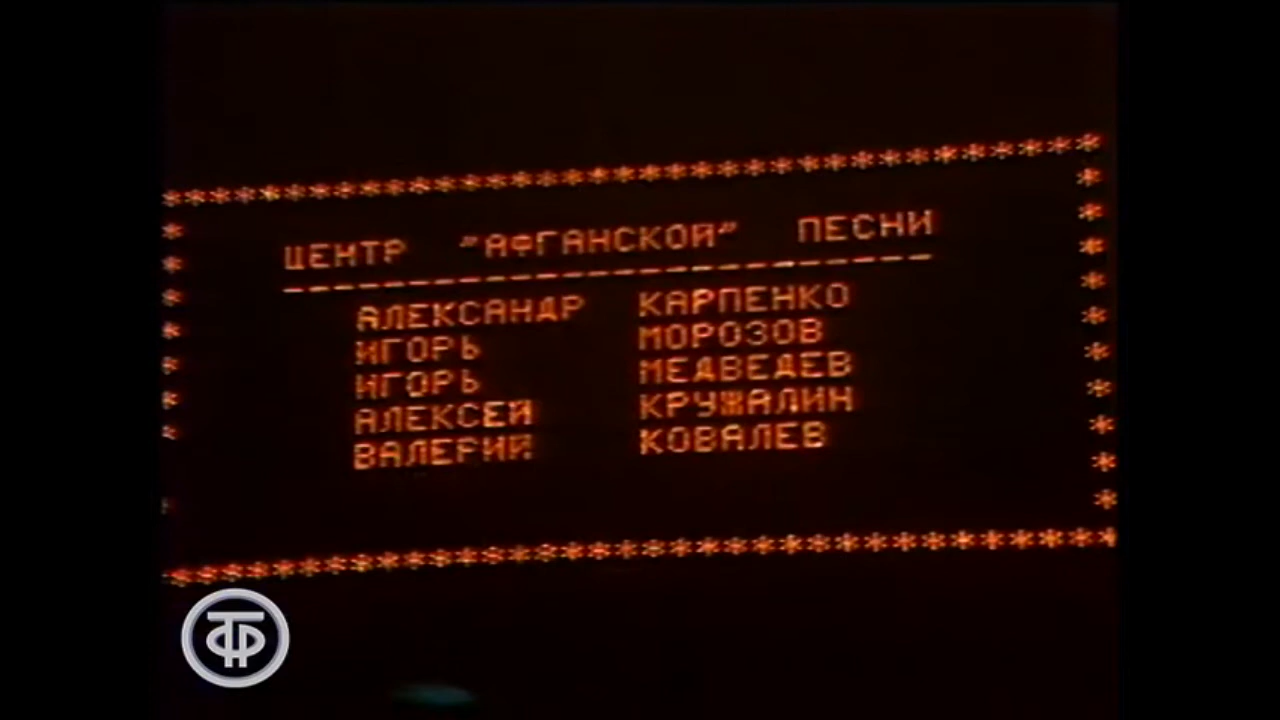 ЦЕНТР "АФГАНСКОЙ" ПЕСНИ
АЛЕКСАНДР КАРПЕНКО
ИГОРЬ МОРОЗОВ
ИГОРЬ МЕДВЕДЕВ
АЛЕКСЕЙ КРУЖАЛИН
ВАЛЕРИЙ КОВАЛЕВ